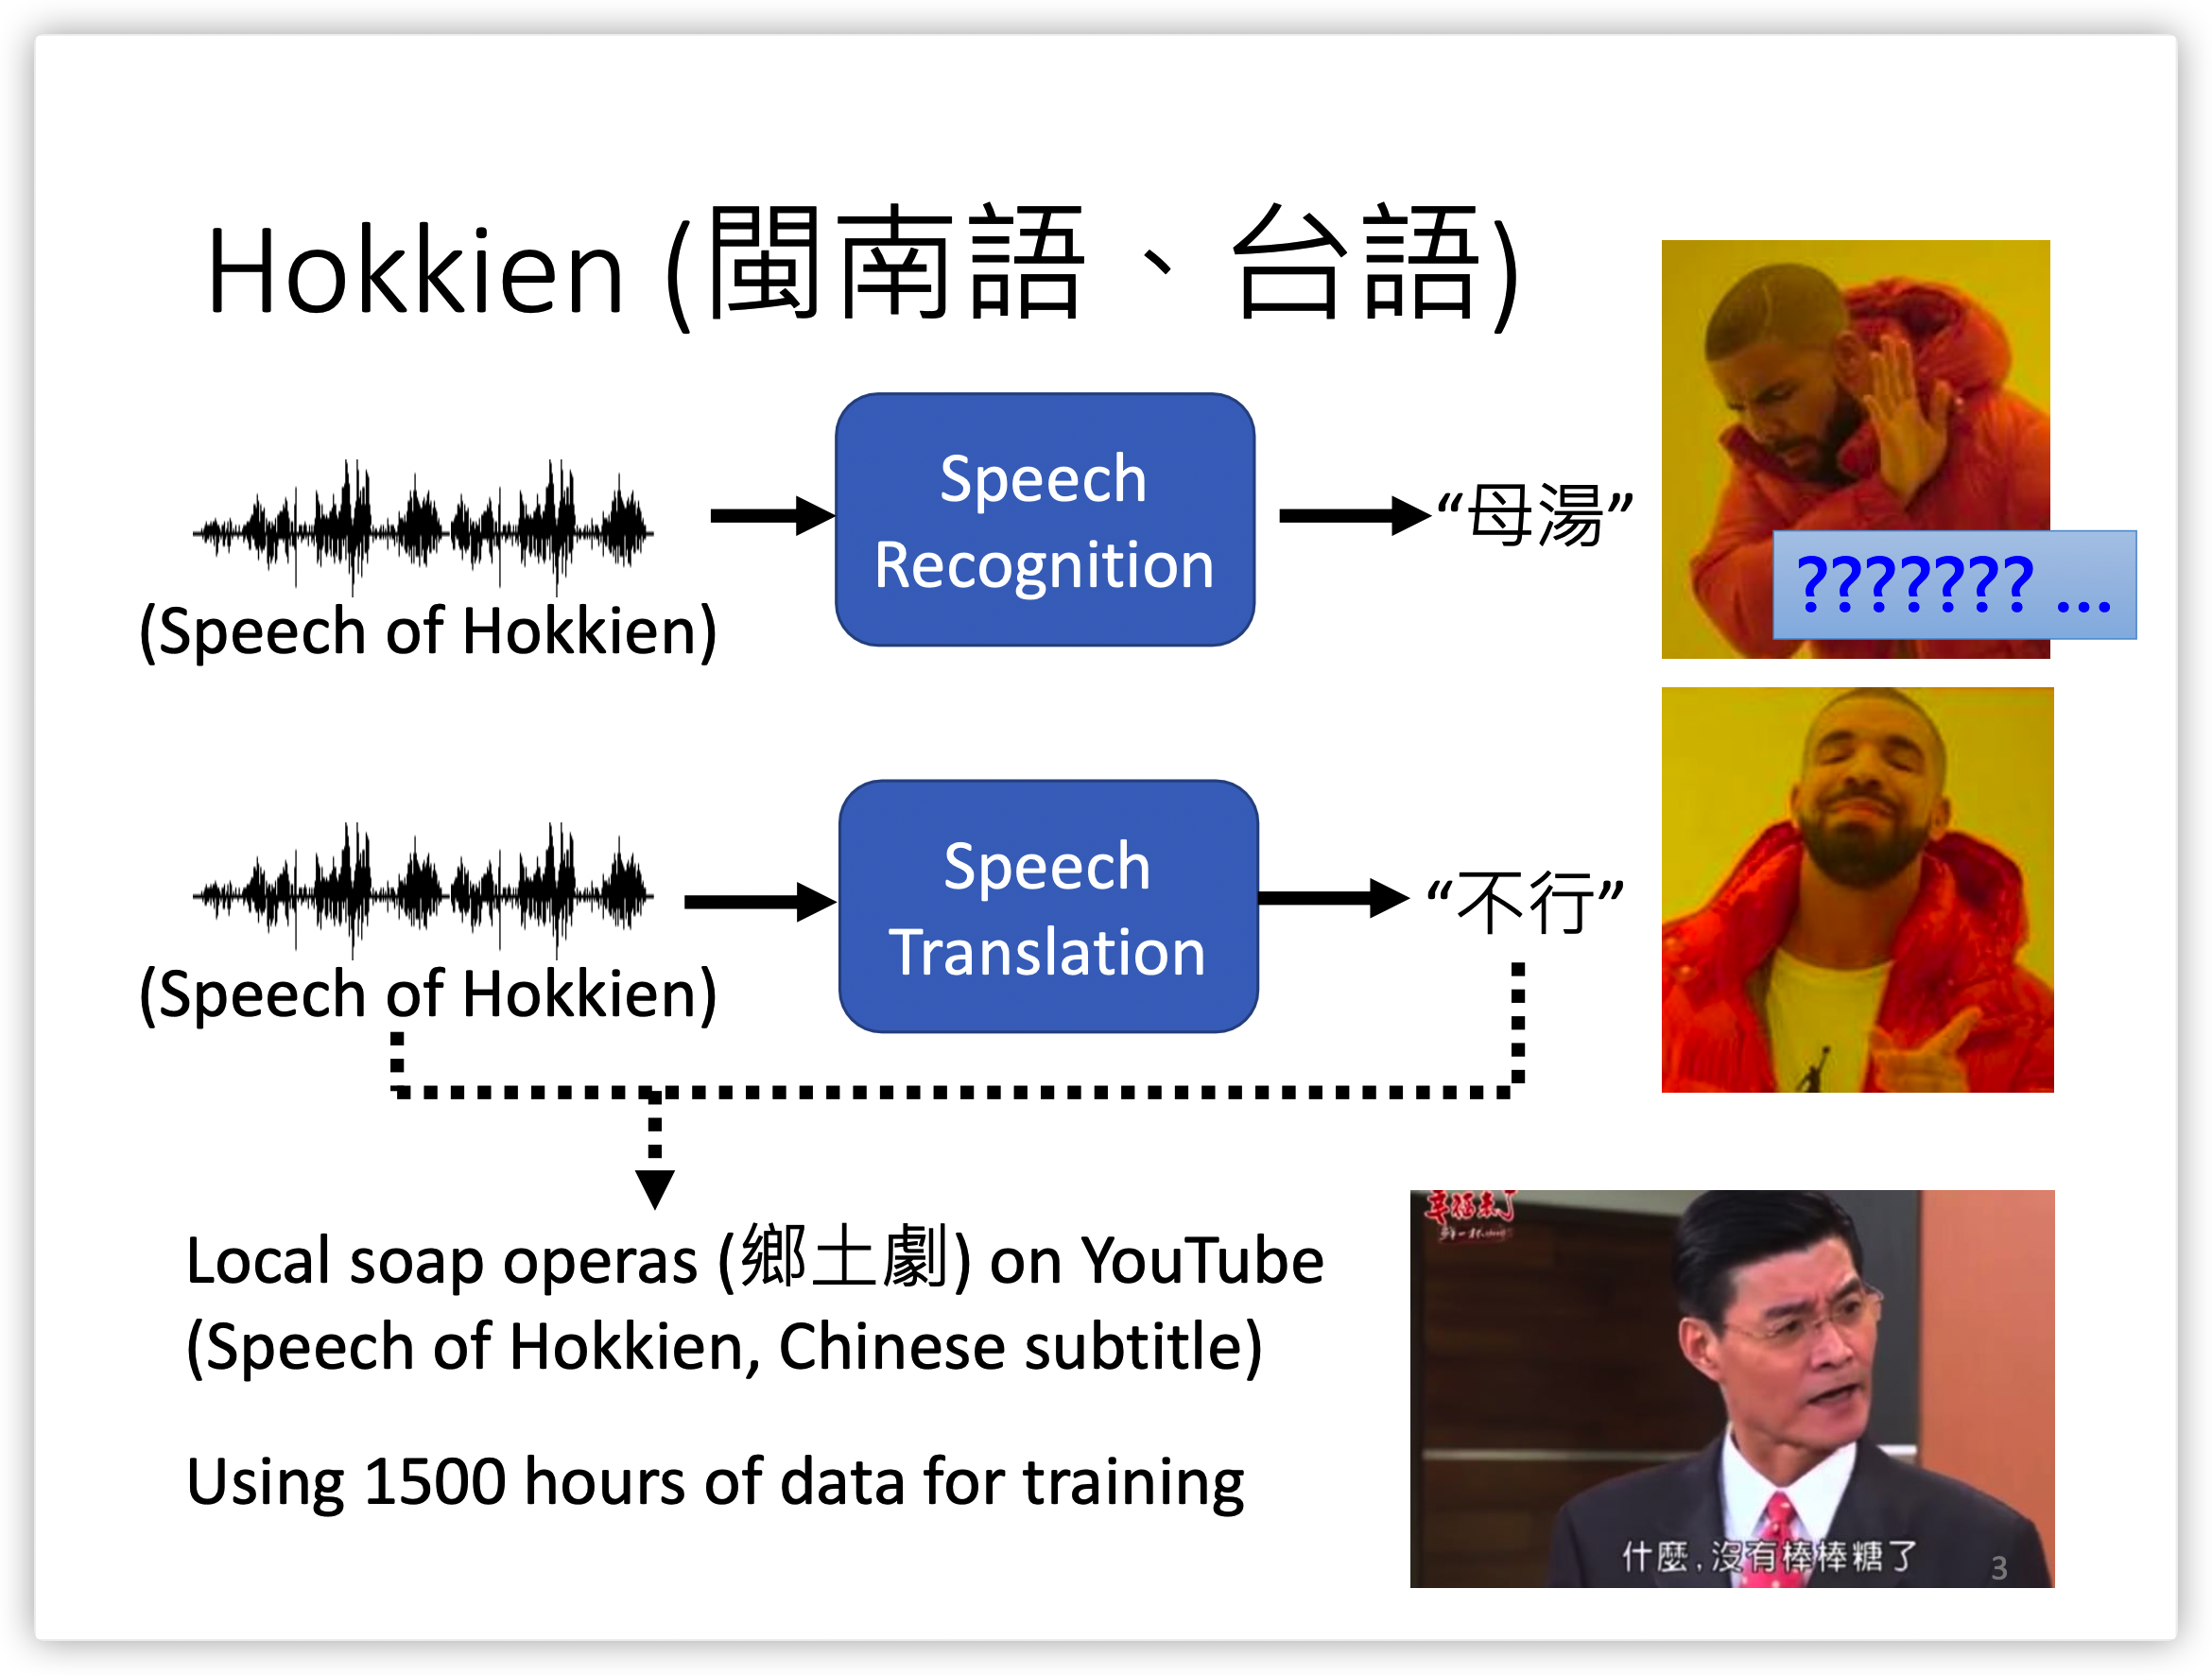 Hokkien (閩南語、台語)
Speech
Recognition
“母湯”
??????? ...
(Speech of Hokkien)
Speech
Translation
“不行”
(Speech of Hokkien)
Local soap operas (鄉土劇) on YouTube
(Speech of Hokkien, Chinese subtitle)
Using 1500 hours of data for training
幸福來了
什麼,沒有棒棒糖了
3